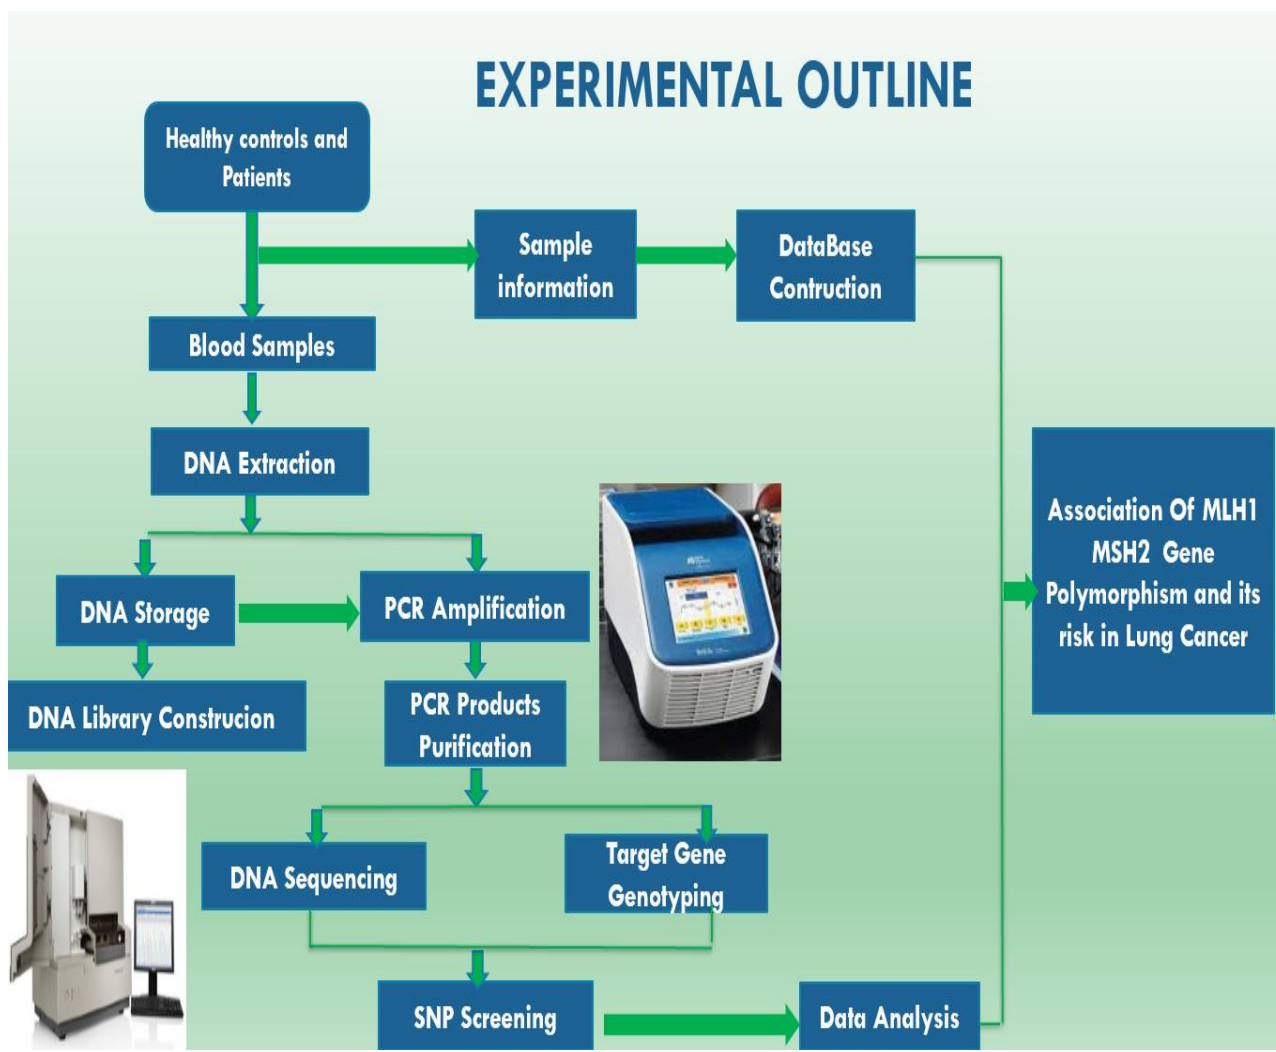 EXPERIMENTAL OUTLINE
Healthy controls and
Patients
Sample
information
DataBase
Contruction
Blood Samples
DNA Extraction
DNA Storage
PCR Amplification
Association Of MLH1
MSH2 Gene
Polymorphism and its
risk in Lung Cancer
DNA Library Construcion
PCR Products
Purification
DNA Sequencing
Target Gene
Genotyping
SNP Screening
Data Analysis